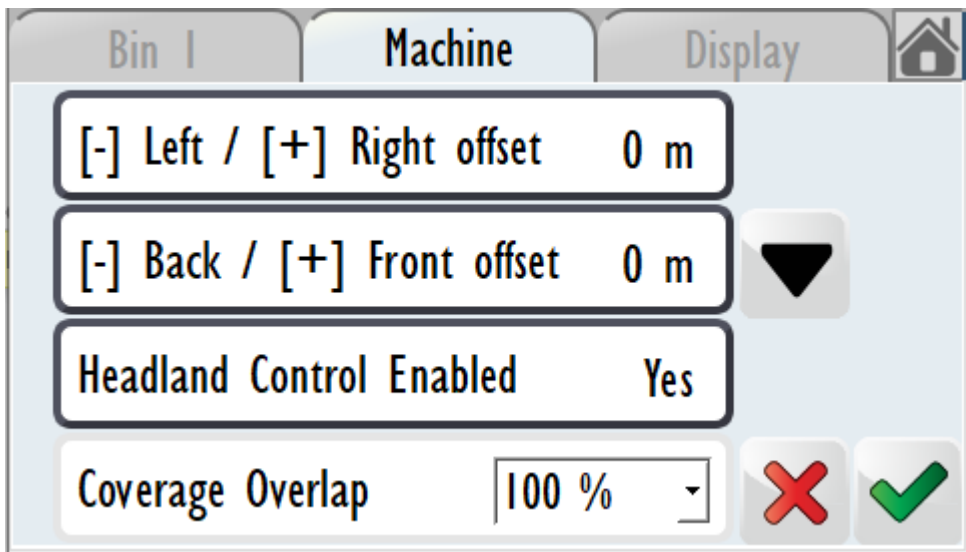 Bin 1 Machine Display
[-] Left / [+] Right offset 0 m
[-] Back / [+] Front offset 0 m
Headland Control Enabled Yes
Coverage Overlap 100 %